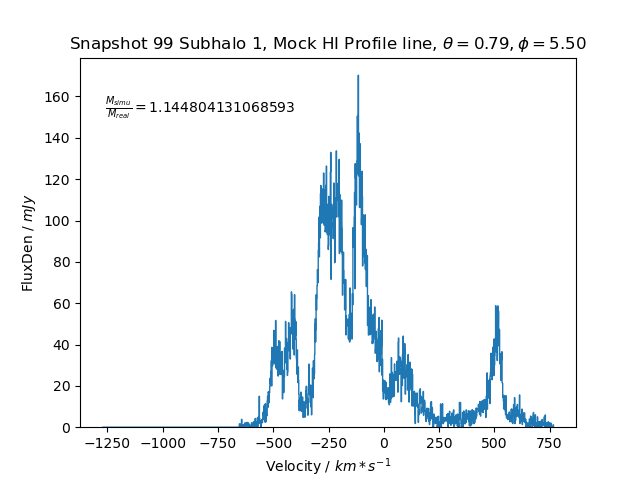 Snapshot 99 Subhalo 1, Mock HI Profile line, θ = 0.79, ϕ = 5.50
M_simu/M_real = 1.144804131068593
FluxDen / mJy
160
140
120
100
80
60
40
20
0
−1250 −1000 −750 −500 −250 0 250 500 750
Velocity / km * s⁻¹